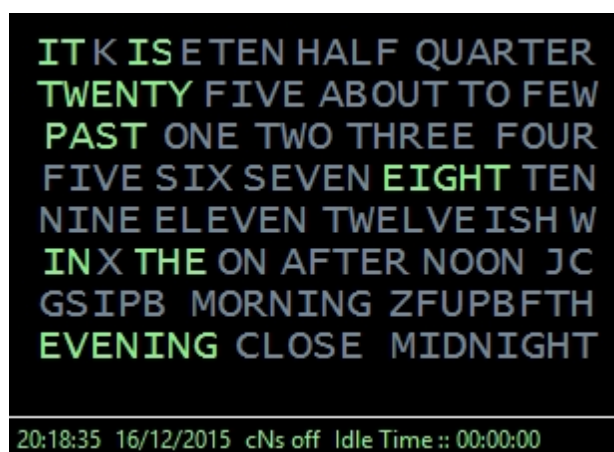 IT K IS E TEN HALF QUARTER
TWENTY FIVE ABOUT TO FEW
PAST ONE TWO THREE FOUR
FIVE SIX SEVEN EIGHT TEN
NINE ELEVEN TWELVE ISH W
IN X THE ON AFTER NOON JC
GSIPB MORNING ZFUPBFTH
EVENING CLOSE MIDNIGHT
20:18:35 16/12/2015 cNs off Idle Time :: 00:00:00